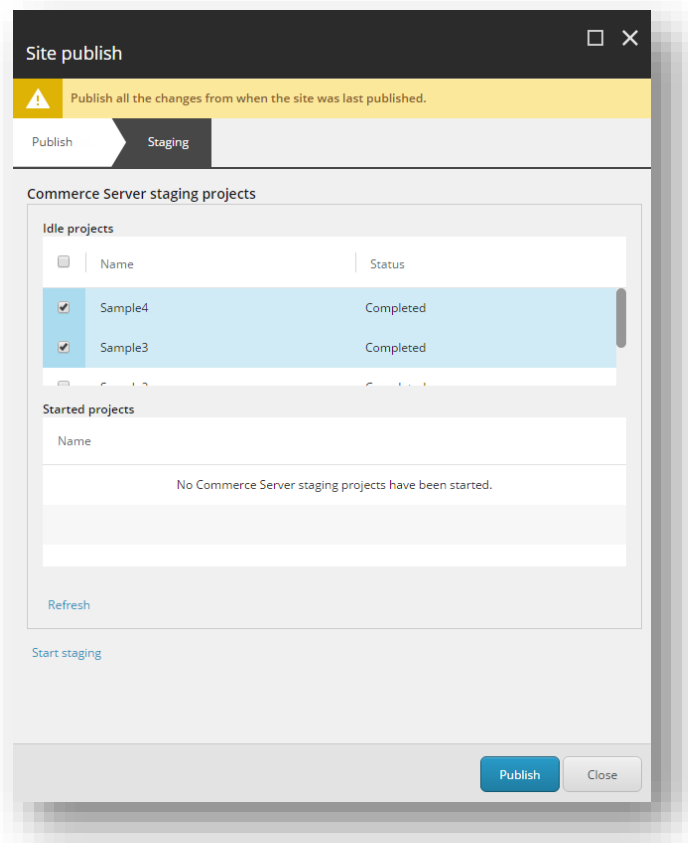 Site publish
Publish all the changes from when the site was last published.
Publish Staging
Commerce Server staging projects
Idle projects
Name Status
Sample4 Completed
Sample3 Completed
Started projects
Name
No Commerce Server staging projects have been started.
Refresh
Start staging
Publish Close